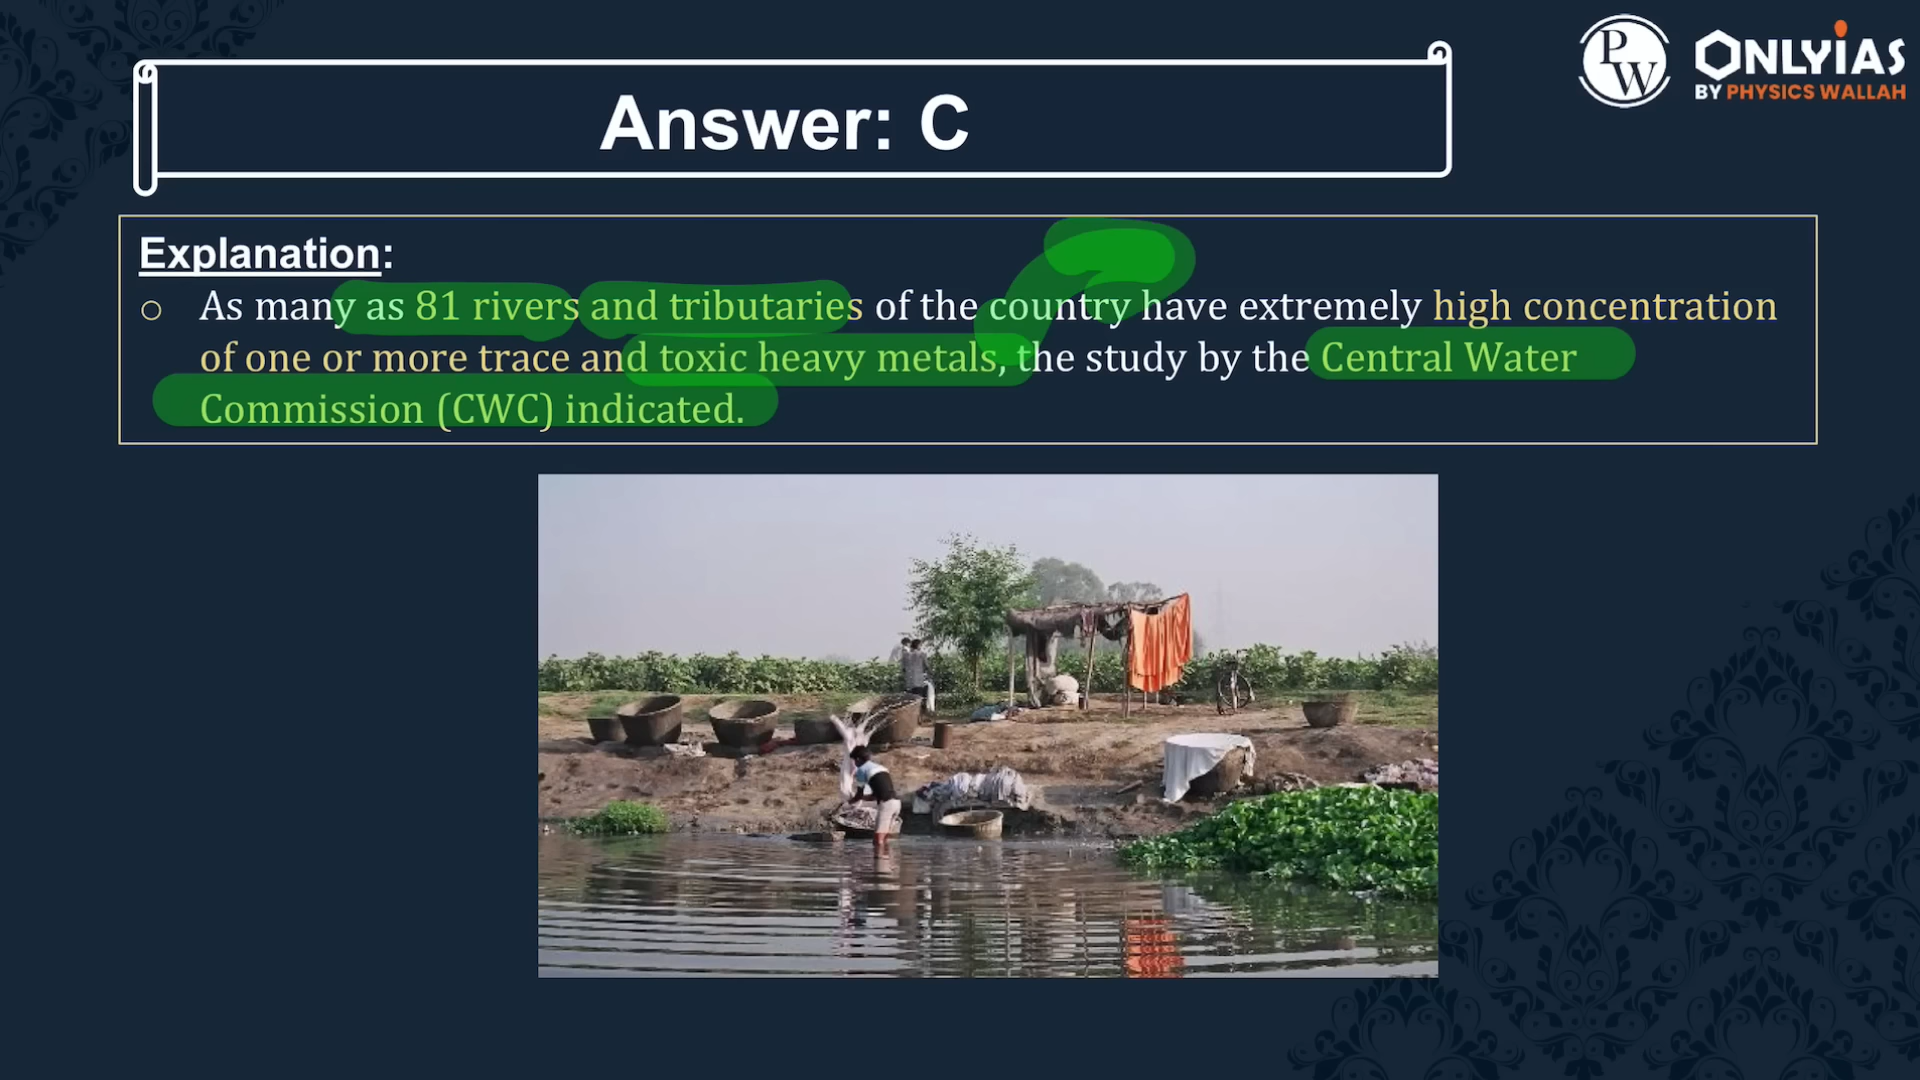 PW
ONLYIAS
BY PHYSICS WALLAH
Answer: C
Explanation:
○ As many as 81 rivers and tributaries of the country have extremely high concentration
of one or more trace and toxic heavy metals, the study by the Central Water
Commission (CWC) indicated.